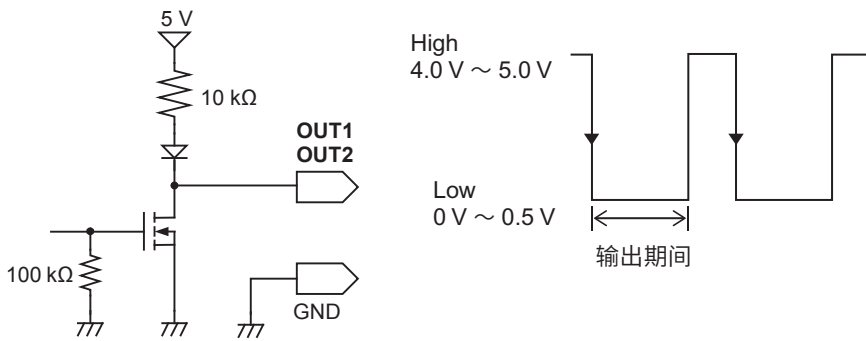 5 V
10 kΩ
OUT1
OUT2
100 kΩ
GND
High
4.0 V ～ 5.0 V
Low
0 V ～ 0.5 V
输出期间